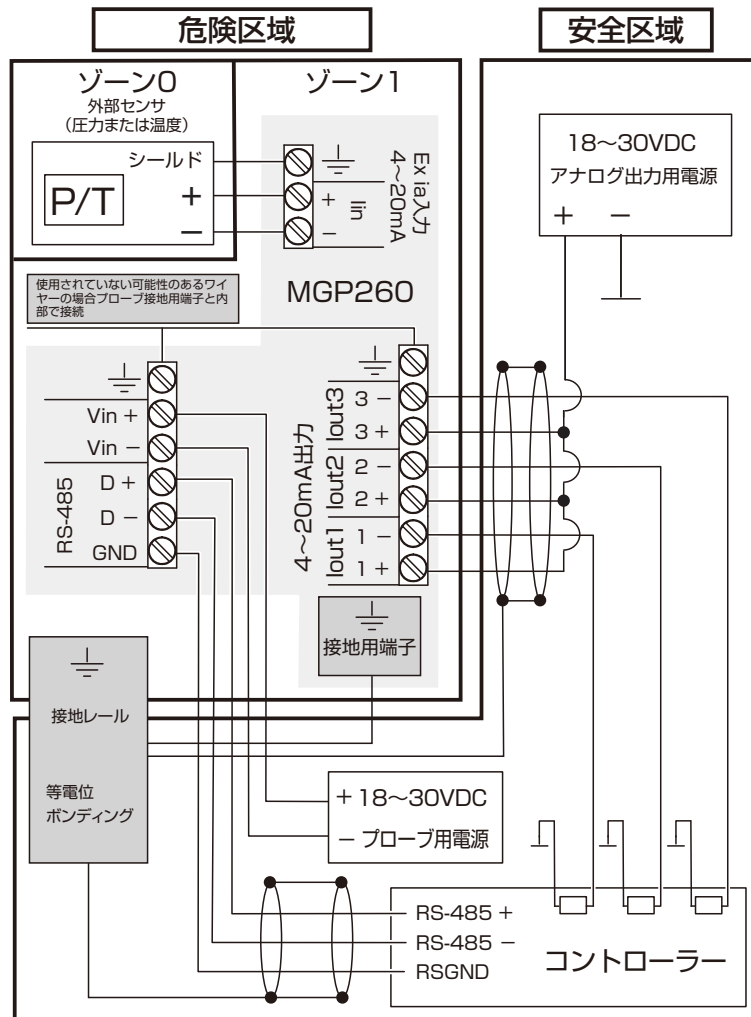 危険区域
安全区域
ゾーン0
外部センサ
(圧力または温度)
シールド
P/T
+
−
ゾーン1
+
−
Iin
Ex ia入力
4〜20mA
MGP260
18〜30VDC
アナログ出力用電源
+ −
使用されていない可能性のあるワイ
ヤーの場合プローブ接地用端子と内
部で接続
Vin +
Vin −
D +
D −
GND
RS-485
4〜20mA出力
Iout3
3 −
3 +
Iout2
2 −
2 +
Iout1
1 −
1 +
接地用端子
接地レール
等電位
ボンディング
+ 18〜30VDC
− プローブ用電源
RS-485 +
RS-485 −
RSGND
コントローラー